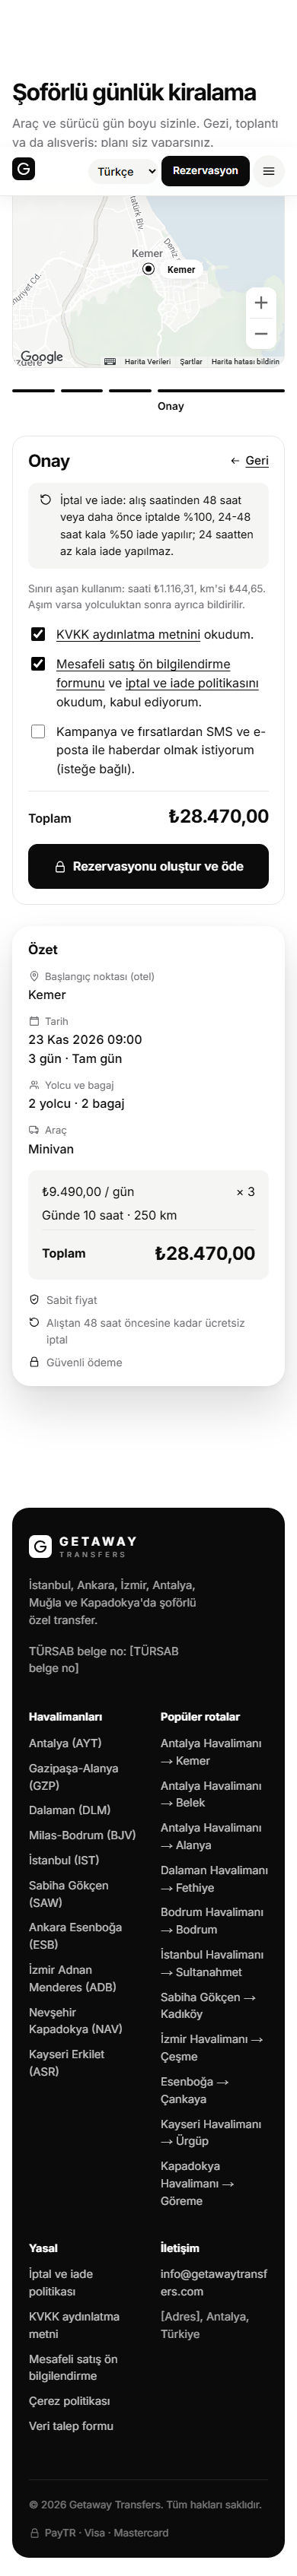 Şoförlü günlük kiralama
Araç ve sürücü gün boyu sizinle. Gezi, toplantı
ya da alışveriş; planı siz yaparsınız.
G
Türkçe
Rezervasyon
Kemer
Kemer
Google
Harita Verileri
Şartlar
Harita hatası bildirin
Onay
Onay
← Geri
İptal ve iade: alış saatinden 48 saat
veya daha önce iptalde %100, 24-48
saat kala %50 iade yapılır; 24 saatten
az kala iade yapılmaz.
Sınırı aşan kullanım: saati ₺1.116,31, km'si ₺44,65.
Aşım varsa yolculuktan sonra ayrıca bildirilir.
KVKK aydınlatma metnini okudum.
Mesafeli satış ön bilgilendirme
formunu ve iptal ve iade politikasını
okudum, kabul ediyorum.
Kampanya ve fırsatlardan SMS ve e-
posta ile haberdar olmak istiyorum
(isteğe bağlı).
Toplam
₺28.470,00
Rezervasyonu oluştur ve öde
Özet
Başlangıç noktası (otel)
Kemer
Tarih
23 Kas 2026 09:00
3 gün · Tam gün
Yolcu ve bagaj
2 yolcu · 2 bagaj
Araç
Minivan
₺9.490,00 / gün
× 3
Günde 10 saat · 250 km
Toplam
₺28.470,00
Sabit fiyat
Alıştan 48 saat öncesine kadar ücretsiz
iptal
Güvenli ödeme
G
GETAWAY
TRANSFERS
İstanbul, Ankara, İzmir, Antalya,
Muğla ve Kapadokya'da şoförlü
özel transfer.
TÜRSAB belge no: [TÜRSAB
belge no]
Havalimanları
Antalya (AYT)
Gazipaşa-Alanya
(GZP)
Dalaman (DLM)
Milas-Bodrum (BJV)
İstanbul (IST)
Sabiha Gökçen
(SAW)
Ankara Esenboğa
(ESB)
İzmir Adnan
Menderes (ADB)
Nevşehir
Kapadokya (NAV)
Kayseri Erkilet
(ASR)
Popüler rotalar
Antalya Havalimanı
→ Kemer
Antalya Havalimanı
→ Belek
Antalya Havalimanı
→ Alanya
Dalaman Havalimanı
→ Fethiye
Bodrum Havalimanı
→ Bodrum
İstanbul Havalimanı
→ Sultanahmet
Sabiha Gökçen →
Kadıköy
İzmir Havalimanı →
Çeşme
Esenboğa →
Çankaya
Kayseri Havalimanı
→ Ürgüp
Kapadokya
Havalimanı →
Göreme
Yasal
İptal ve iade
politikası
KVKK aydınlatma
metni
Mesafeli satış ön
bilgilendirme
Çerez politikası
Veri talep formu
İletişim
info@getawaytransf
ers.com
[Adres], Antalya,
Türkiye
© 2026 Getaway Transfers. Tüm hakları saklıdır.
PayTR · Visa · Mastercard